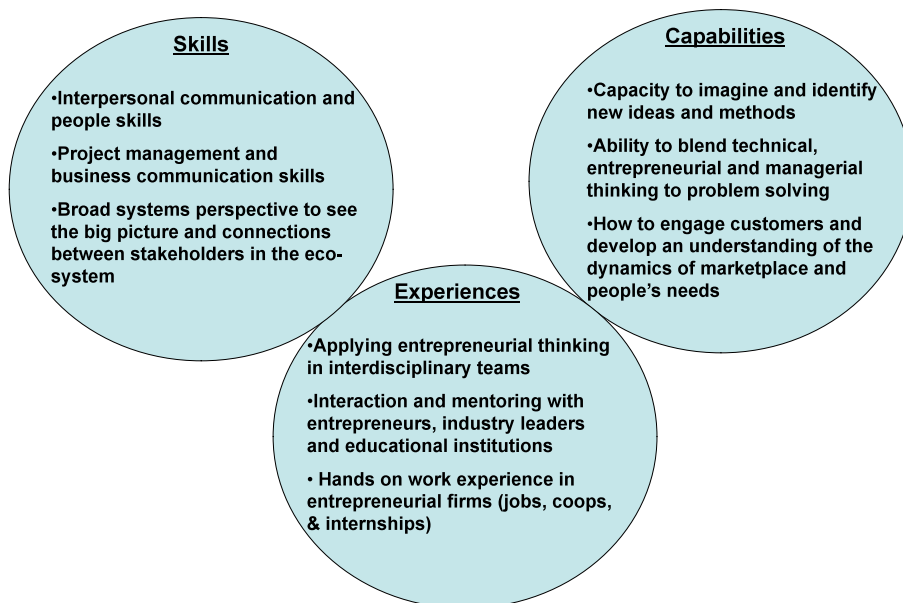 Skills
•Interpersonal communication and
people skills
•Project management and
business communication skills
•Broad systems perspective to see
the big picture and connections
between stakeholders in the eco-
system
Capabilities
•Capacity to imagine and identify
new ideas and methods
•Ability to blend technical,
entrepreneurial and managerial
thinking to problem solving
•How to engage customers and
develop an understanding of the
dynamics of marketplace and
people's needs
Experiences
•Applying entrepreneurial thinking
in interdisciplinary teams
•Interaction and mentoring with
entrepreneurs, industry leaders
and educational institutions
• Hands on work experience in
entrepreneurial firms (jobs, coops,
& internships)